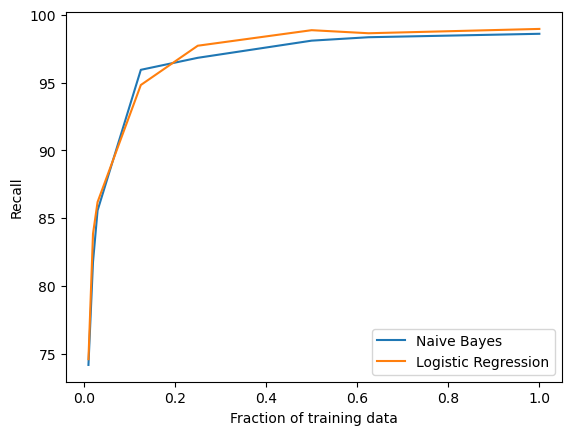 100
95
90
85
80
75
Recall
0.0 0.2 0.4 0.6 0.8 1.0
Fraction of training data
Naive Bayes
Logistic Regression